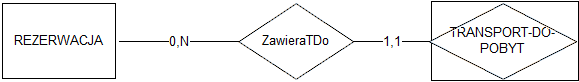 REZERWACJA
0,N
ZawieraTDo
1,1
TRANSPORT-DO-
POBYT